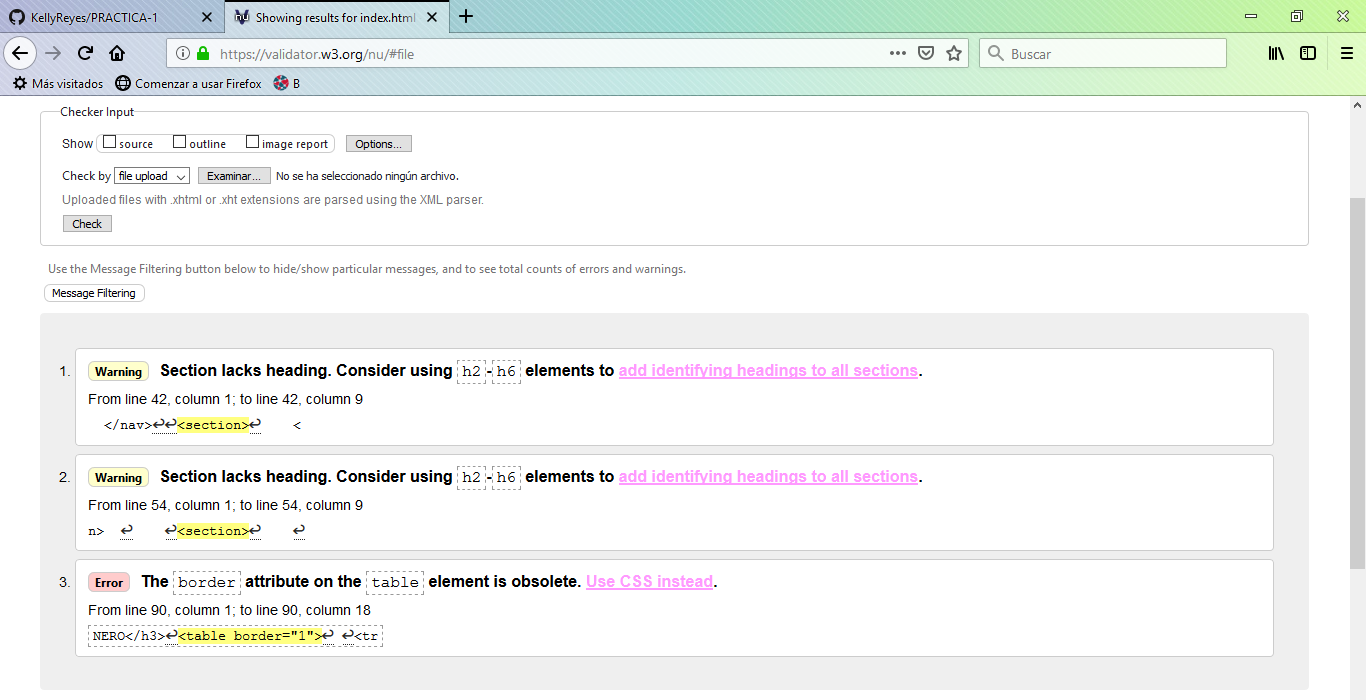 KellyReyes/PRACTICA-1
Showing results for index.html
https://validator.w3.org/nu/#file
Buscar
Más visitados Comenzar a usar Firefox B
Checker Input
Show source outline image report Options...
Check by file upload Examinar... No se ha seleccionado ningún archivo.
Uploaded files with .xhtml or .xht extensions are parsed using the XML parser.
Check
Use the Message Filtering button below to hide/show particular messages, and to see total counts of errors and warnings.
Message Filtering
1. Warning Section lacks heading. Consider using h2-h6 elements to add identifying headings to all sections.
From line 42, column 1; to line 42, column 9
</nav>↩↩<section>↩ <
2. Warning Section lacks heading. Consider using h2-h6 elements to add identifying headings to all sections.
From line 54, column 1; to line 54, column 9
n> ↩ ↩<section>↩ ↩
3. Error The border attribute on the table element is obsolete. Use CSS instead.
From line 90, column 1; to line 90, column 18
NERO</h3>↩<table border="1">↩ ↩<tr